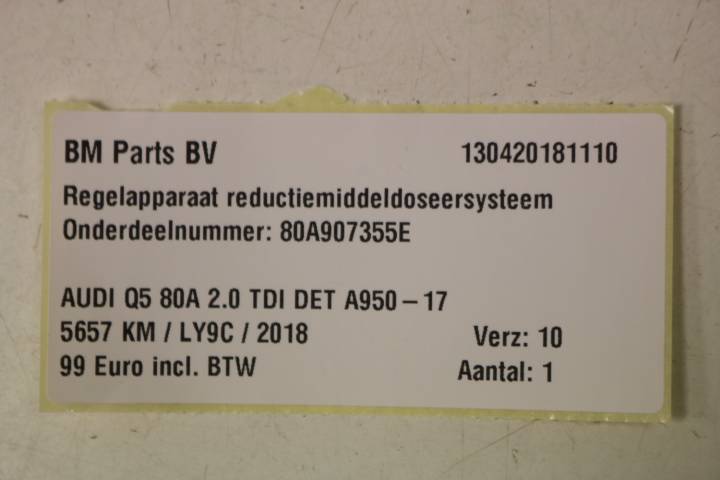 BM Parts BV 130420181110
Regelapparaat reductiemiddeldoseersysteem
Onderdeelnummer: 80A907355E
AUDI Q5 80A 2.0 TDI DET A950-17
5657 KM / LY9C / 2018 Verz: 10
99 Euro incl. BTW Aantal: 1